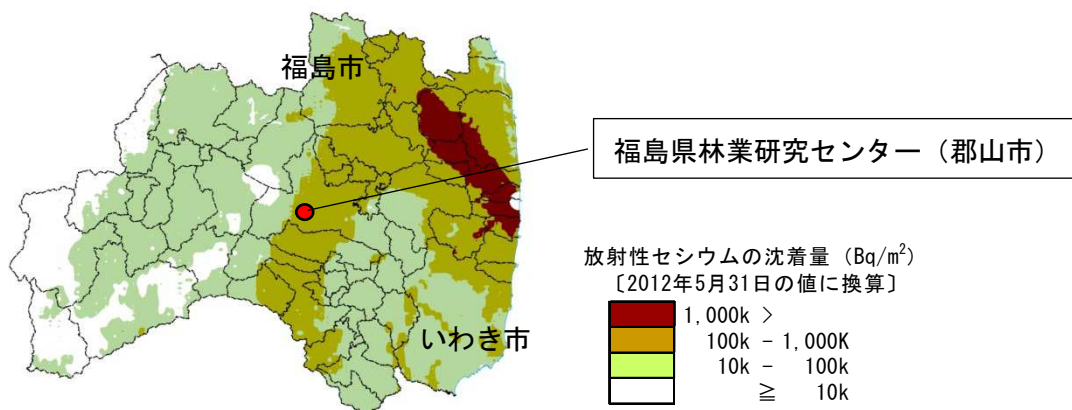 福島市
福島県林業研究センター（郡山市）
放射性セシウムの沈着量（Bq/m²）
〔2012年5月31日の値に換算〕
1,000k >
100k - 1,000K
10k - 100k
≧ 10k
いわき市